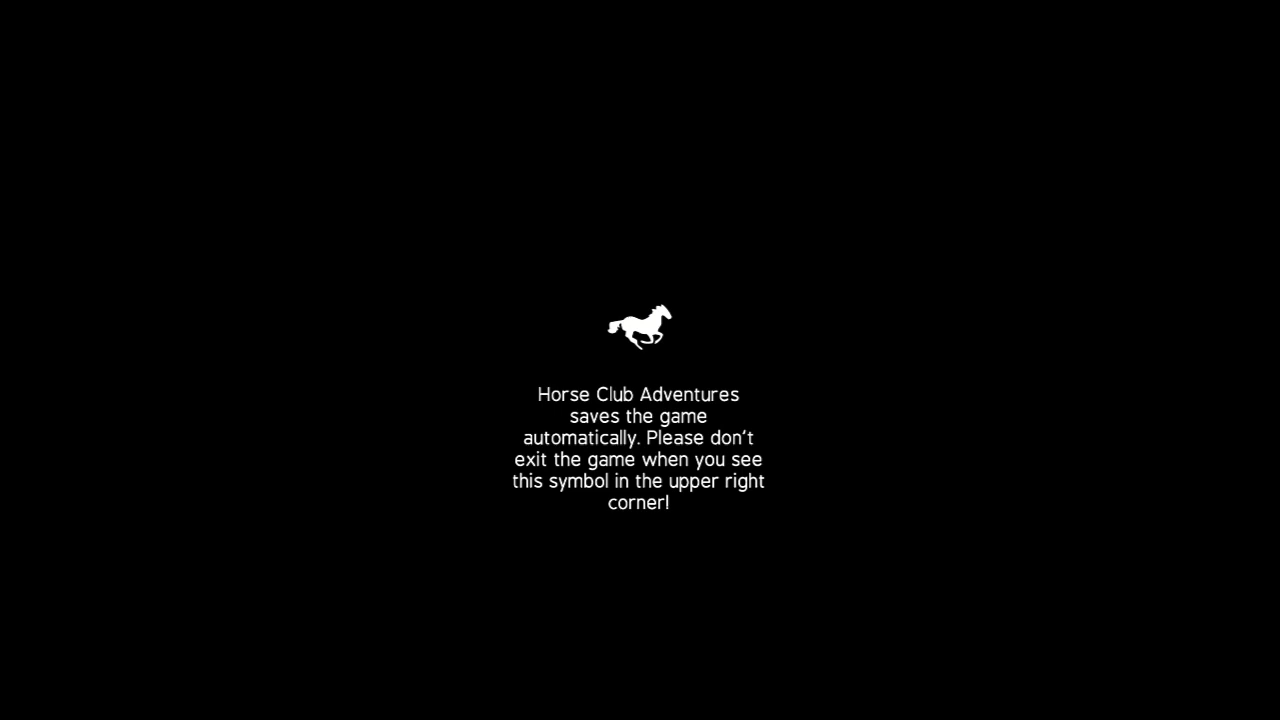 Horse Club Adventures
saves the game
automatically. Please don't
exit the game when you see
this symbol in the upper right
corner!